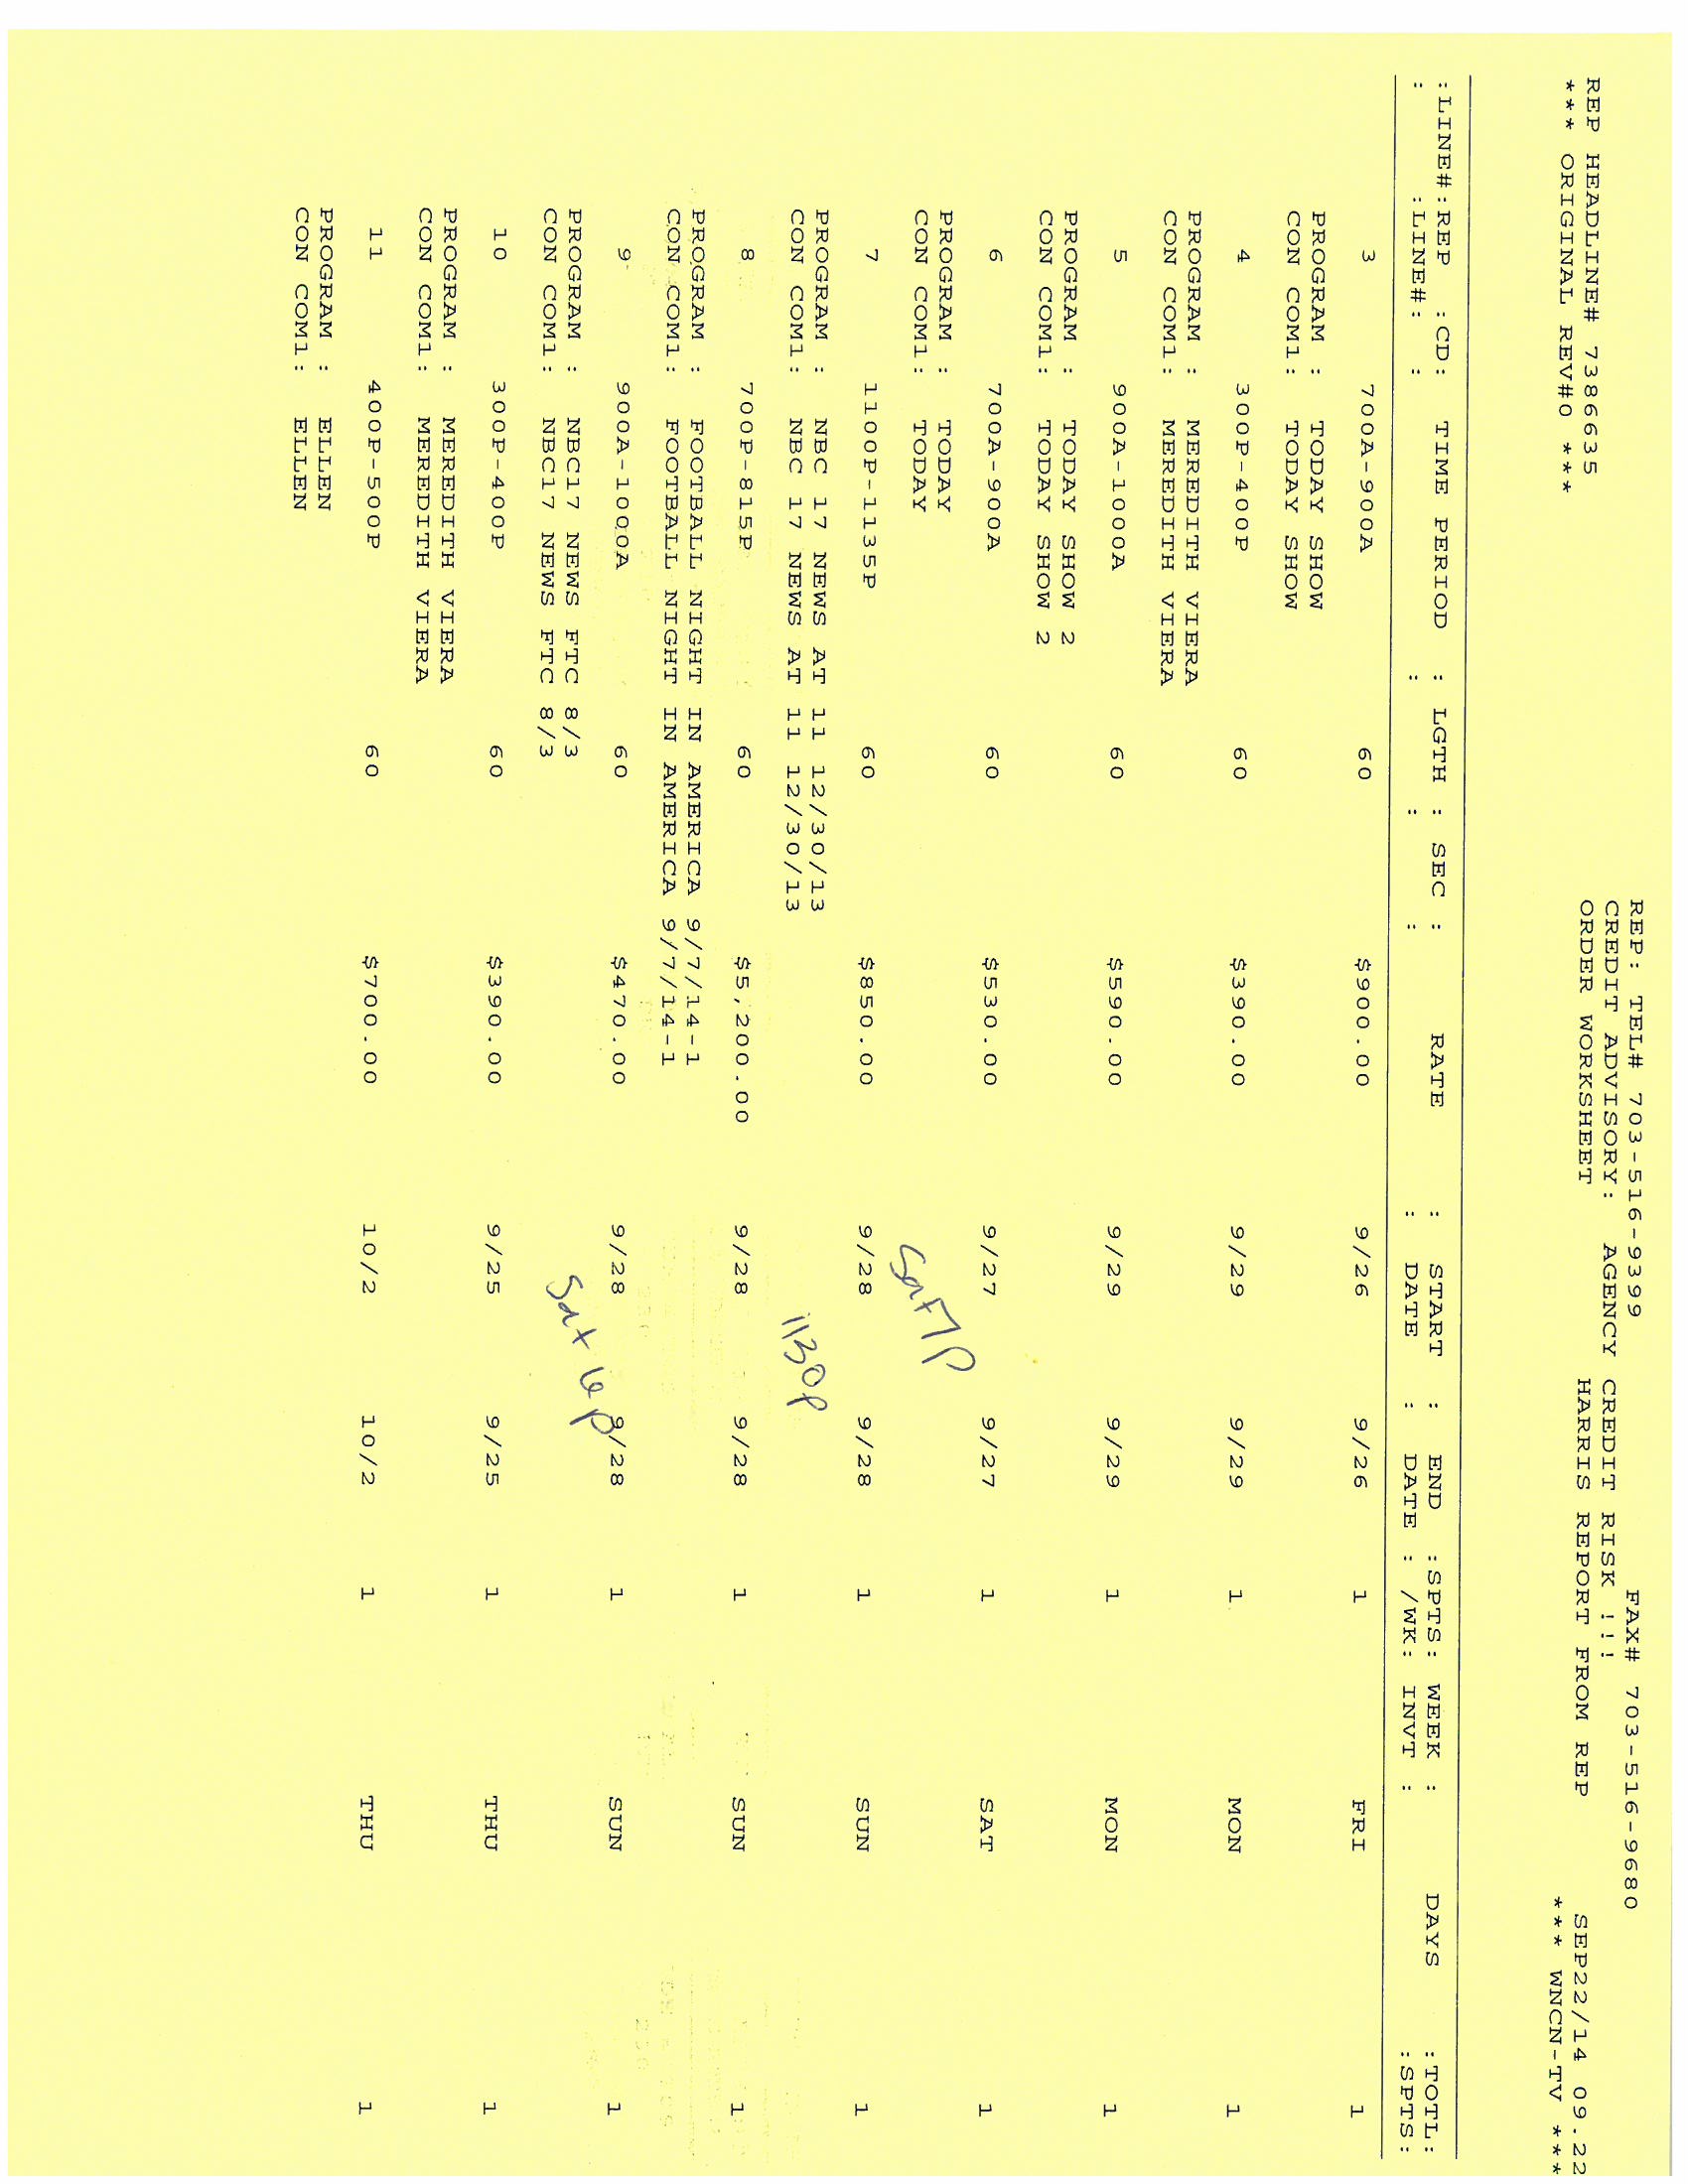 REP: TEL# 703-516-9399 FAX# 703-516-9680
CREDIT ADVISORY: AGENCY CREDIT RISK !!!
REP HEADLINE# 7386635 ORDER WORKSHEET HARRIS REPORT FROM REP SEP22/14 09.22
*** ORIGINAL REV#0 *** *** WNCN-TV ***
:LINE#:REP :CD: TIME PERIOD : LGTH : SEC : RATE : START : END :SPTS: WEEK : DAYS :TOTL:
: :LINE#: : : : : : DATE : DATE : /WK: INVT : :SPTS:
3 700A-900A 60 $900.00 9/26 9/26 1 FRI 1
PROGRAM : TODAY SHOW
CON COM1: TODAY SHOW
4 300P-400P 60 $390.00 9/29 9/29 1 MON 1
PROGRAM : MEREDITH VIERA
CON COM1: MEREDITH VIERA
5 900A-1000A 60 $590.00 9/29 9/29 1 MON 1
PROGRAM : TODAY SHOW 2
CON COM1: TODAY SHOW 2
6 700A-900A 60 $530.00 9/27 9/27 1 SAT 1
PROGRAM : TODAY
CON COM1: TODAY
Sat 7p
7 1100P-1135P 60 $850.00 9/28 9/28 1 SUN 1
PROGRAM : NBC 17 NEWS AT 11 12/30/13
CON COM1: NBC 17 NEWS AT 11 12/30/13
1130p
8 700P-815P 60 $5,200.00 9/28 9/28 1 SUN 1
PROGRAM : FOOTBALL NIGHT IN AMERICA 9/7/14-1
CON COM1: FOOTBALL NIGHT IN AMERICA 9/7/14-1
9 900A-1000A 60 $470.00 9/28 9/28 1 SUN 1
PROGRAM : NBC17 NEWS FTC 8/3
CON COM1: NBC17 NEWS FTC 8/3
Sat 6p
10 300P-400P 60 $390.00 9/25 9/25 1 THU 1
PROGRAM : MEREDITH VIERA
CON COM1: MEREDITH VIERA
11 400P-500P 60 $700.00 10/2 10/2 1 THU 1
PROGRAM : ELLEN
CON COM1: ELLEN